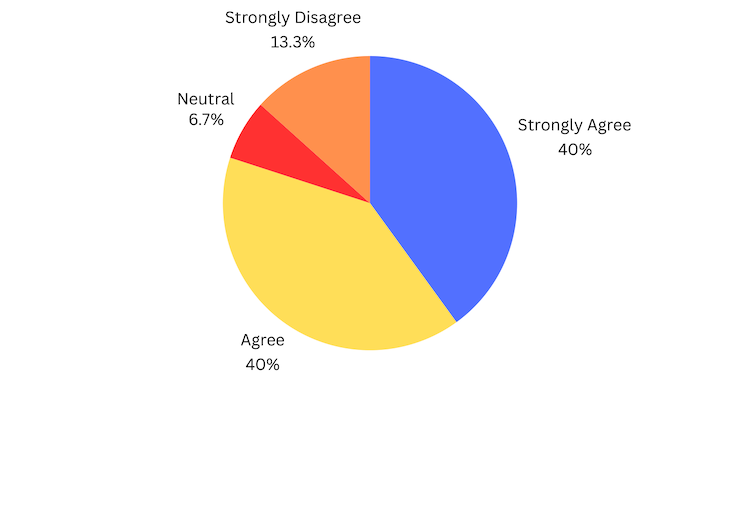 Strongly Disagree
13.3%
Neutral
6.7%
Strongly Agree
40%
Agree
40%